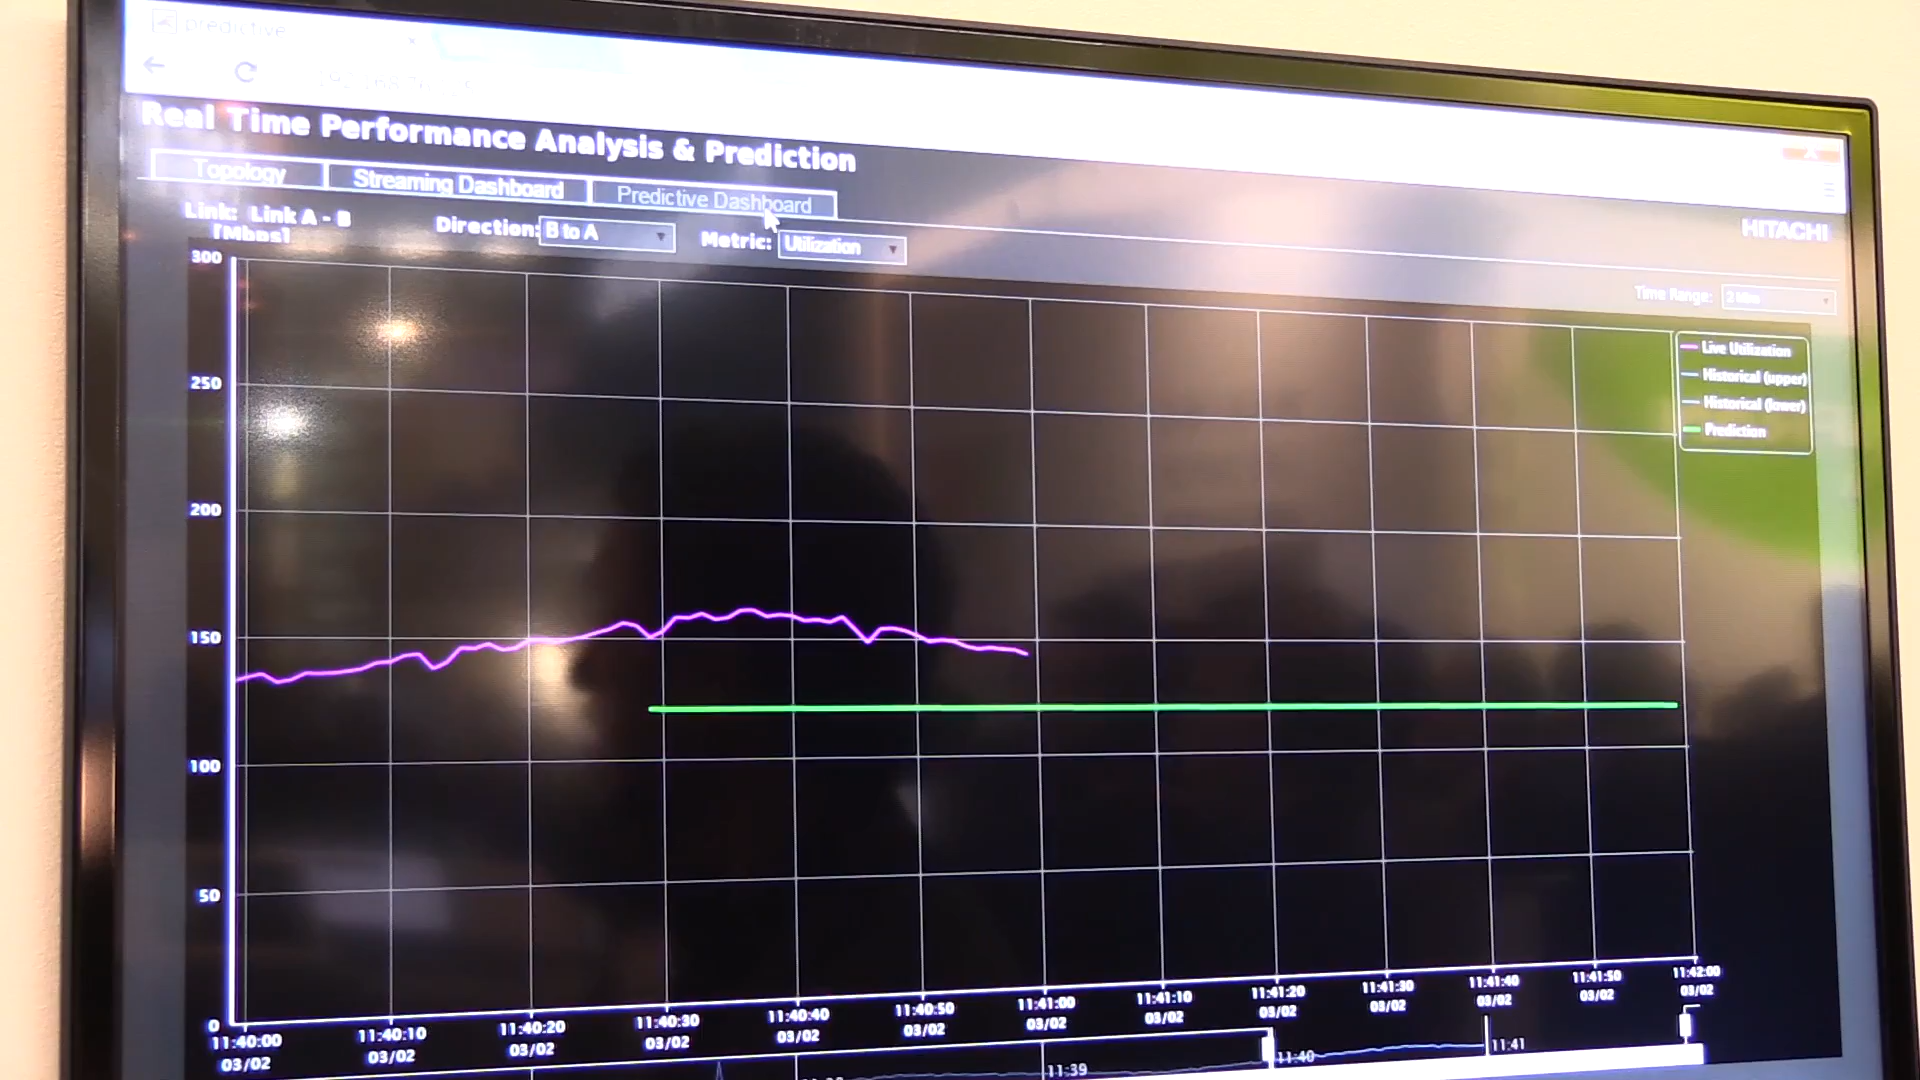 predictive
Real Time Performance Analysis & Prediction
Topology Streaming Dashboard Predictive Dashboard
HITACHI
Link: Link A - B Direction: B to A Metric: Utilization
[Mbps]
Time Range:
300
250
200
150
100
50
0
Live Utilization
Historical (upper)
Historical (lower)
Prediction
11:40:00 11:40:10 11:40:20 11:40:30 11:40:40 11:40:50 11:41:00 11:41:10 11:41:20 11:41:30 11:41:40 11:41:50 11:42:00
03/02 03/02 03/02 03/02 03/02 03/02 03/02 03/02 03/02 03/02 03/02 03/02 03/02
11:39 11:40 11:41